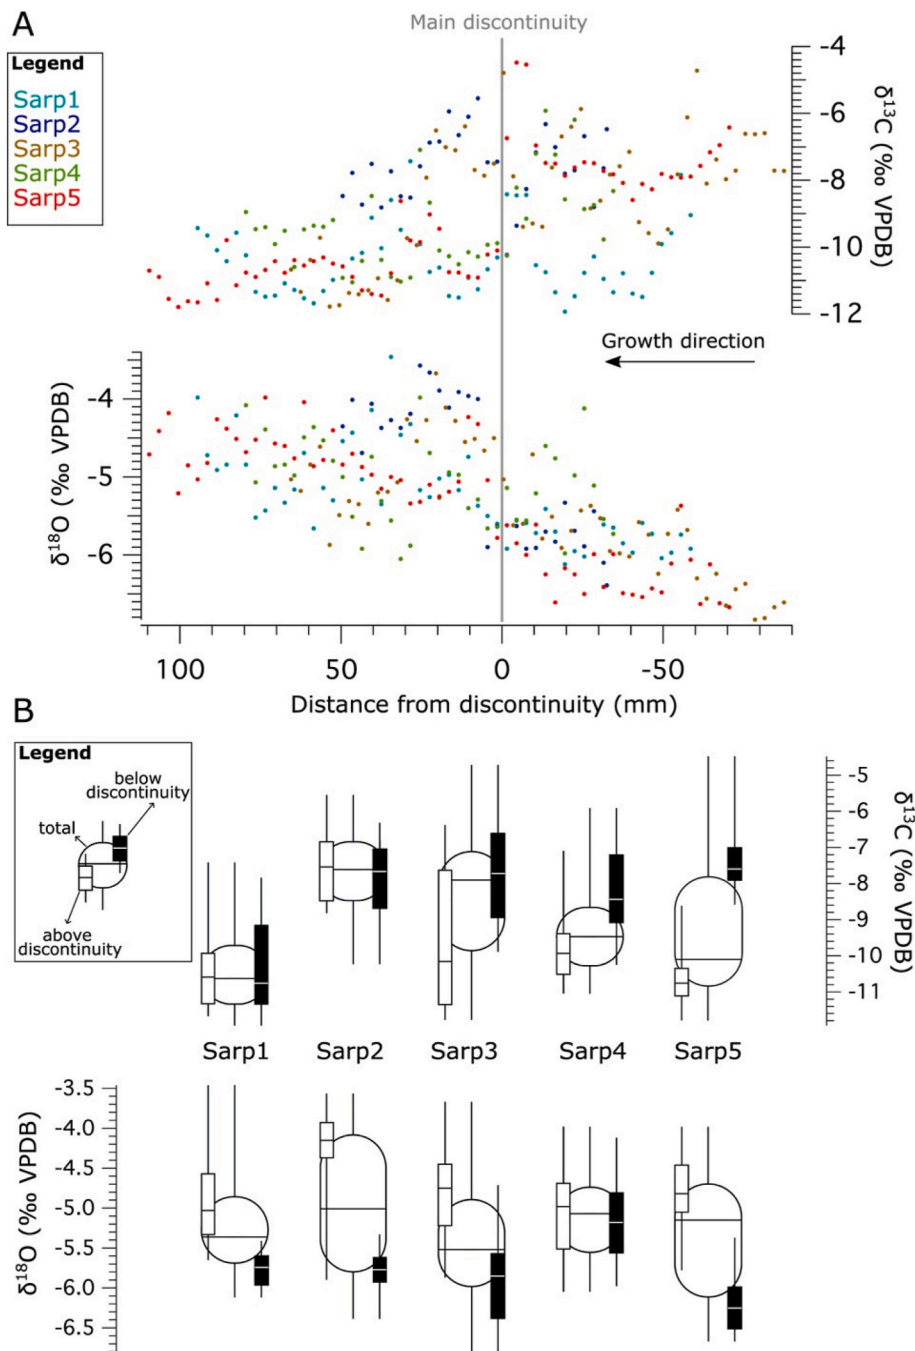 A
Main discontinuity
Legend
Sarp1
Sarp2
Sarp3
Sarp4
Sarp5
-4
-6
-8
-10
-12
δ13C (‰ VPDB)
Growth direction
-4
-5
-6
δ18O (‰ VPDB)
100
50
0
-50
Distance from discontinuity (mm)
B
Legend
below
discontinuity
total
above
discontinuity
-5
-6
-7
-8
-9
-10
-11
δ13C (‰ VPDB)
Sarp1
Sarp2
Sarp3
Sarp4
Sarp5
-3.5
-4.0
-4.5
-5.0
-5.5
-6.0
-6.5
δ18O (‰ VPDB)